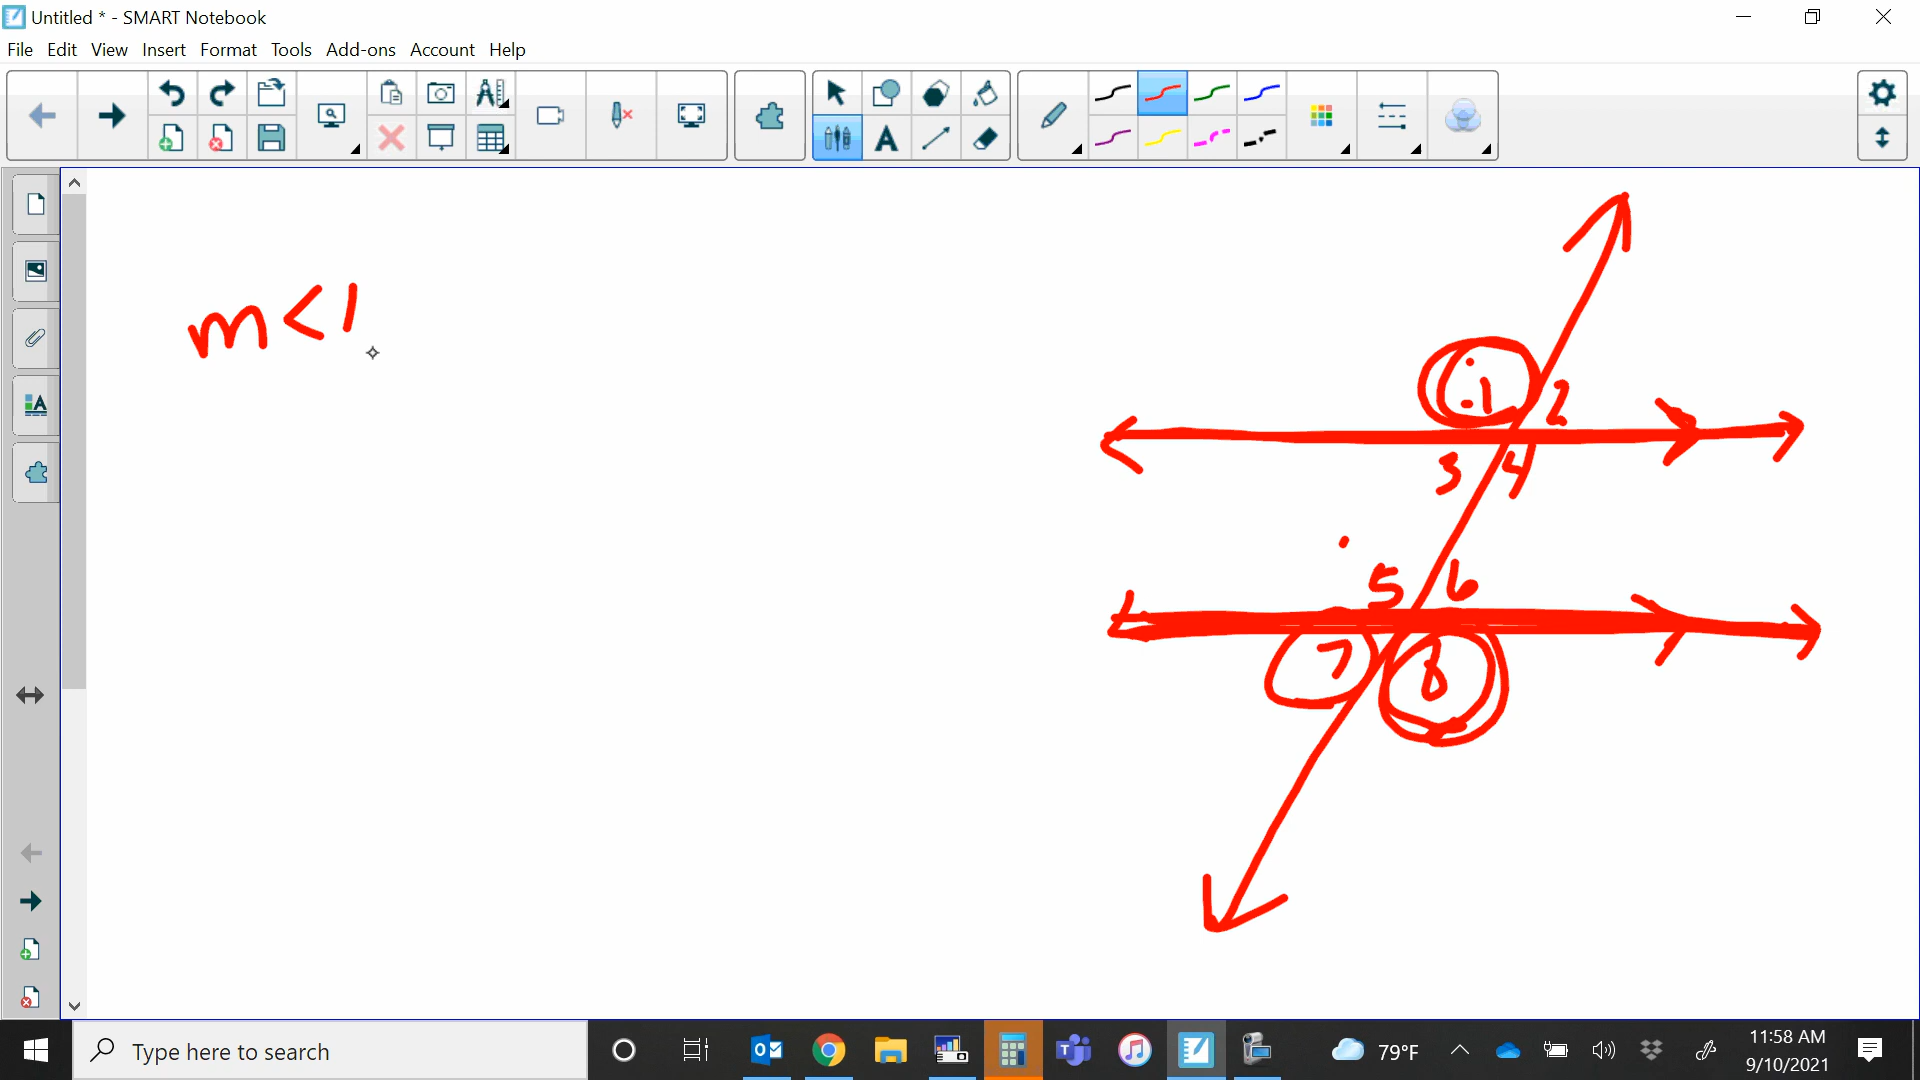 Untitled * - SMART Notebook
File Edit View Insert Format Tools Add-ons Account Help
A
A
m<1
1
2
3
4
5
6
7
8
Type here to search
79°F
11:58 AM
9/10/2021